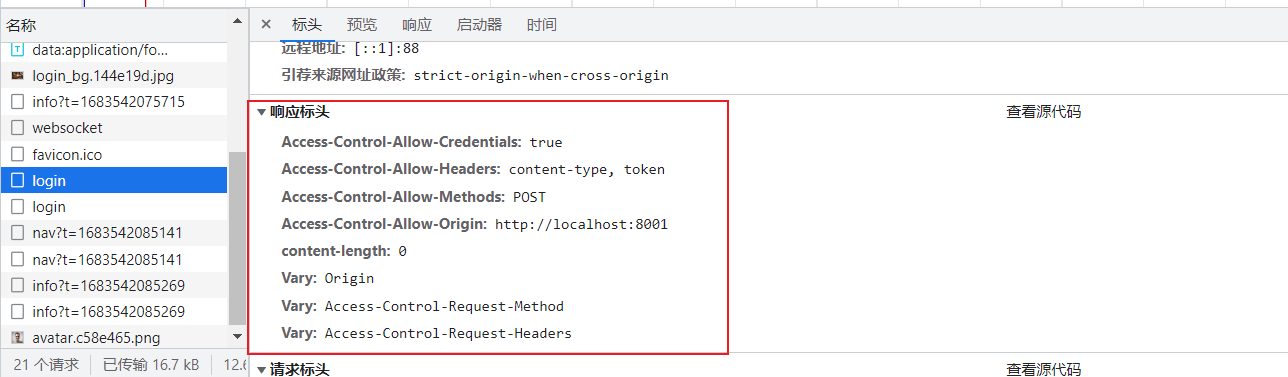 名称
data:application/fo...
login_bg.144e19d.jpg
info?t=1683542075715
websocket
favicon.ico
login
login
nav?t=1683542085141
nav?t=1683542085141
info?t=1683542085269
info?t=1683542085269
avatar.c58e465.png
21 个请求 已传输 16.7 kB 12.6
× 标头 预览 响应 启动器 时间
远程地址: [::1]:88
引荐来源网址政策: strict-origin-when-cross-origin
▼响应标头 查看源代码
Access-Control-Allow-Credentials: true
Access-Control-Allow-Headers: content-type, token
Access-Control-Allow-Methods: POST
Access-Control-Allow-Origin: http://localhost:8001
content-length: 0
Vary: Origin
Vary: Access-Control-Request-Method
Vary: Access-Control-Request-Headers
▼请求标头 查看源代码